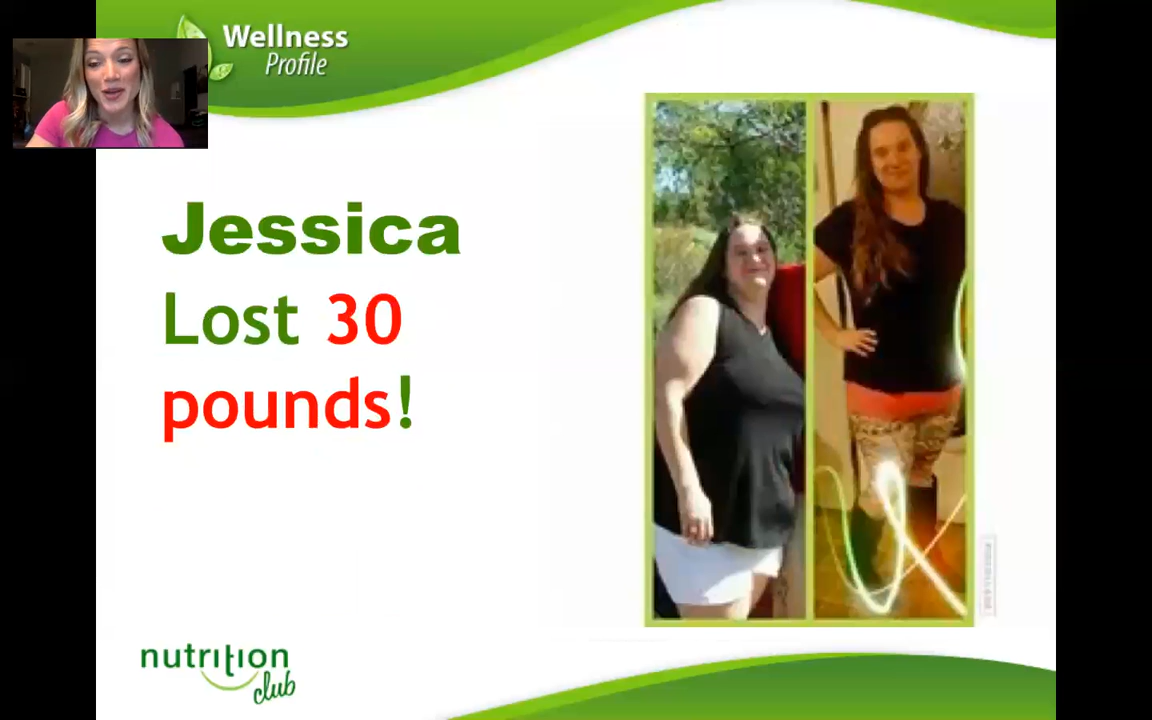 Wellness
Profile
Jessica
Lost 30
pounds!
nutrition
club